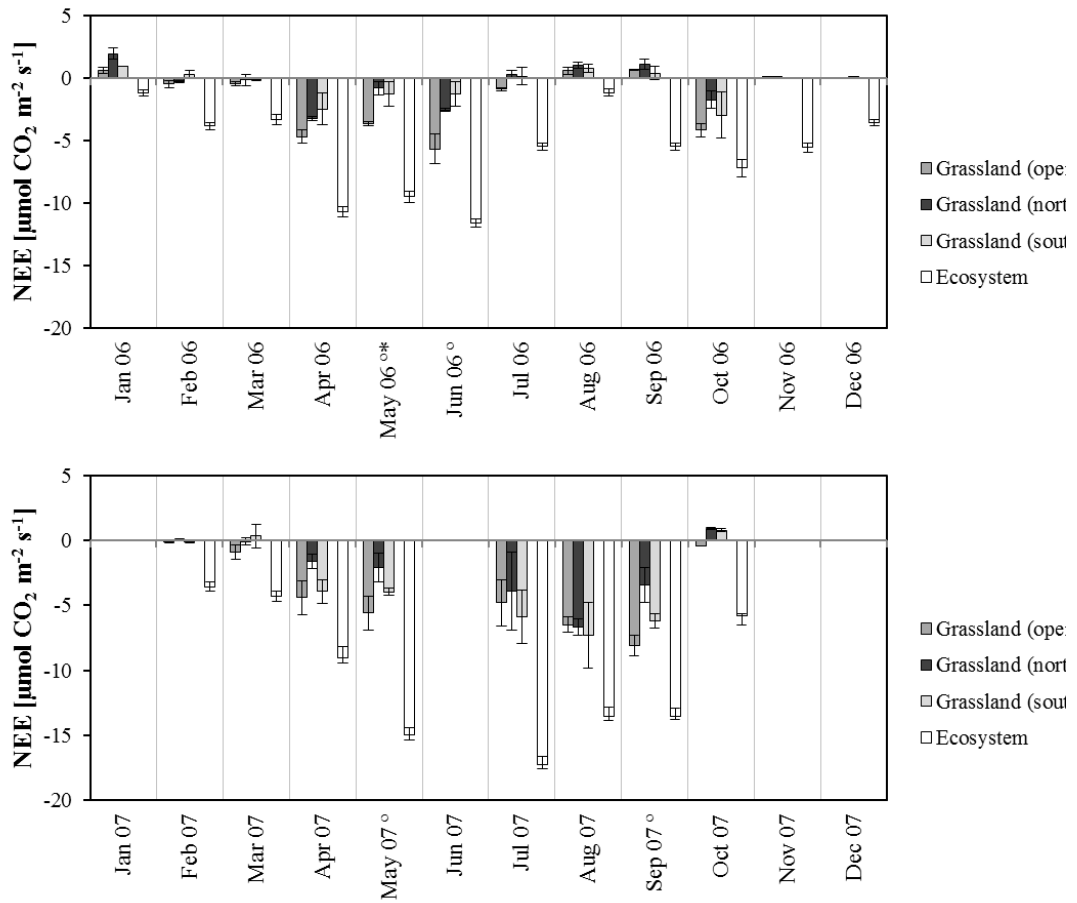 5
0
-5
-10
-15
-20
NEE [µmol CO₂ m⁻² s⁻¹]
Jan 06
Feb 06
Mar 06
Apr 06
May 06 °*
Jun 06 °
Jul 06
Aug 06
Sep 06
Oct 06
Nov 06
Dec 06
Grassland (ope
Grassland (nort
Grassland (sout
Ecosystem
5
0
-5
-10
-15
-20
NEE [µmol CO₂ m⁻² s⁻¹]
Jan 07
Feb 07
Mar 07
Apr 07
May 07 °
Jun 07
Jul 07
Aug 07
Sep 07 °
Oct 07
Nov 07
Dec 07
Grassland (ope
Grassland (nort
Grassland (sout
Ecosystem